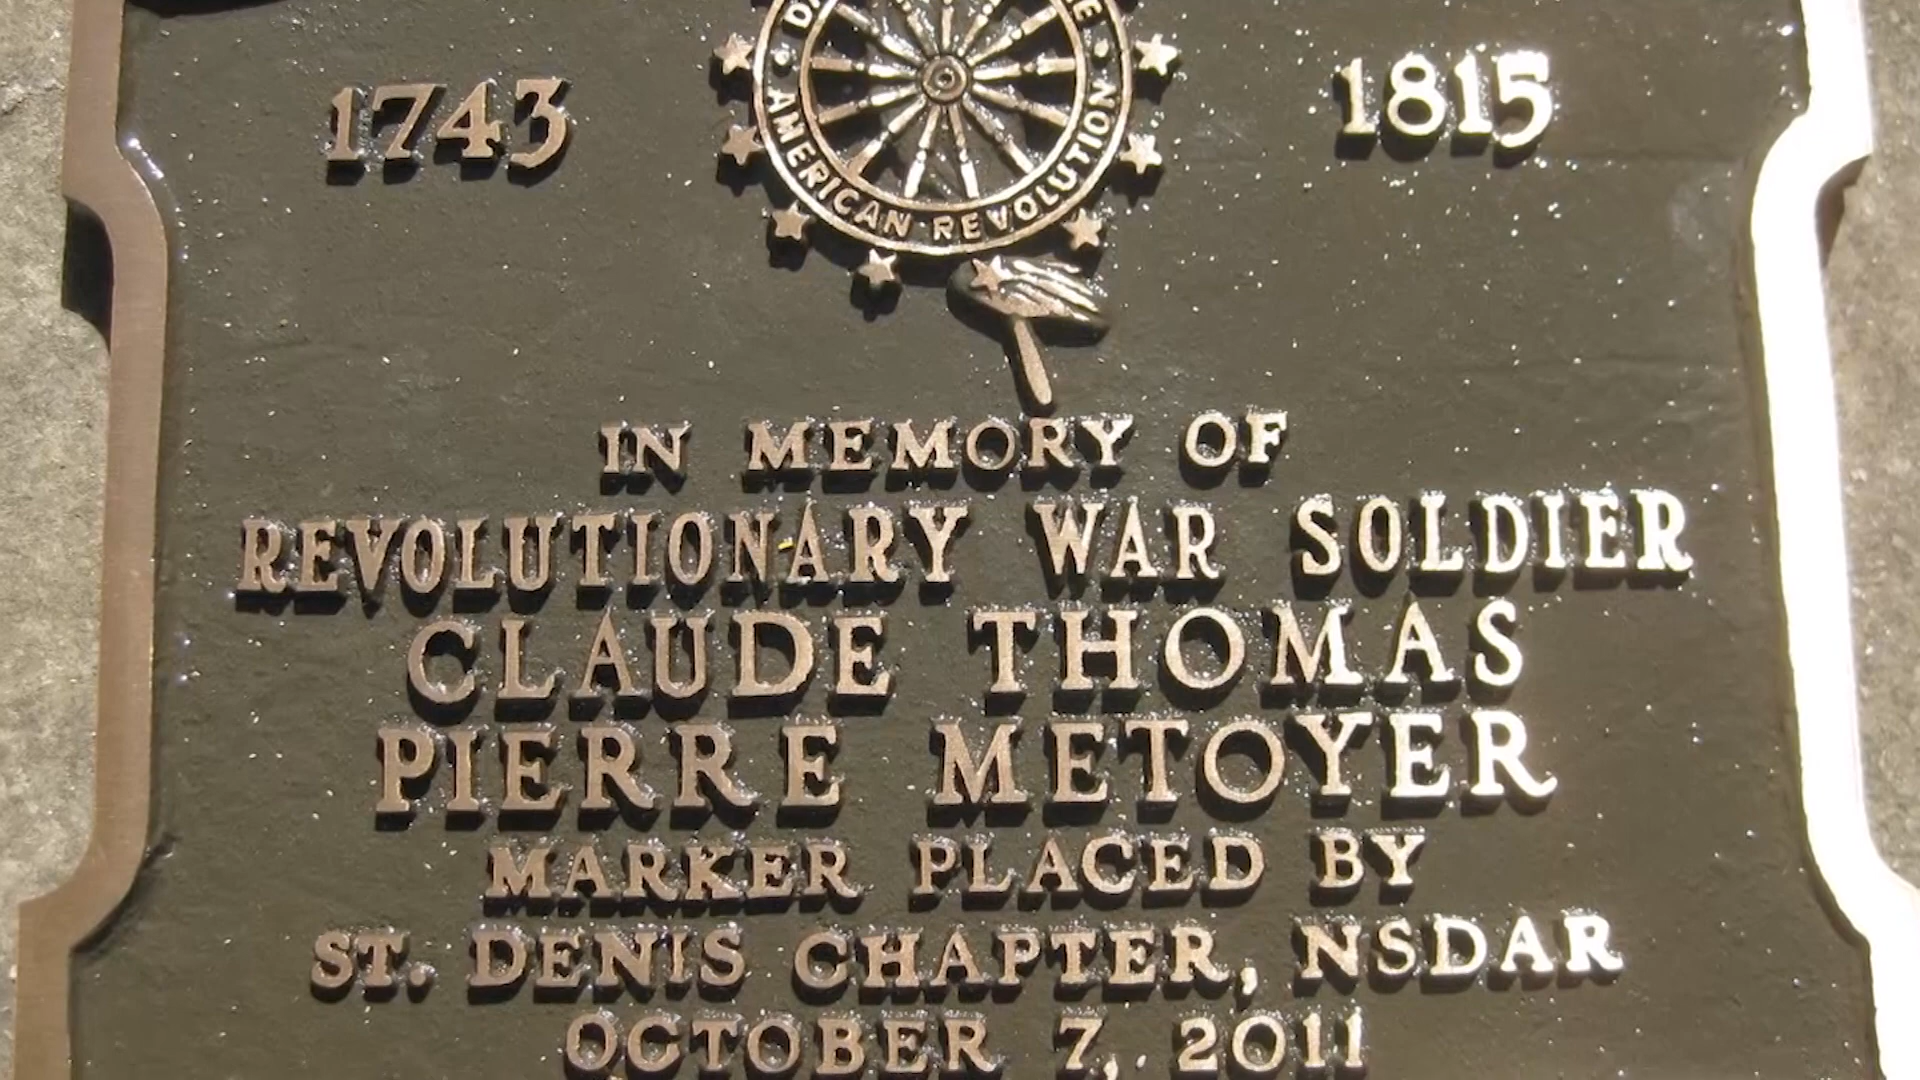 1743
1815
AMERICAN REVOLUTION
IN MEMORY OF
REVOLUTIONARY WAR SOLDIER
CLAUDE THOMAS
PIERRE METOYER
MARKER PLACED BY
ST. DENIS CHAPTER, NSDAR
OCTOBER 7, 2011